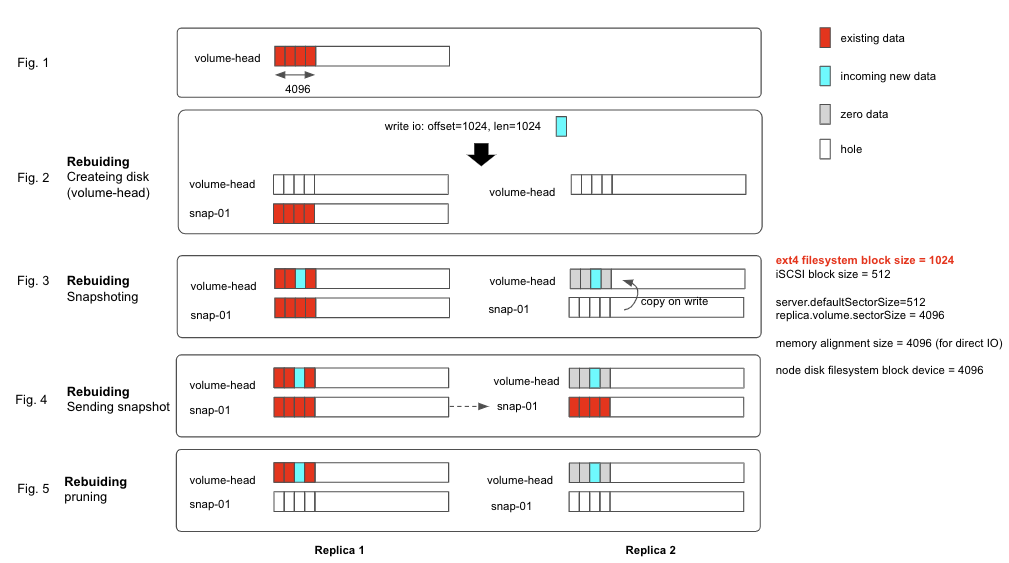 Fig. 1
volume-head
4096
existing data
incoming new data
zero data
hole
Fig. 2
Rebuiding
Createing disk
(volume-head)
write io: offset=1024, len=1024
volume-head
snap-01
volume-head
Fig. 3
Rebuiding
Snapshoting
volume-head
snap-01
volume-head
snap-01
copy on write
ext4 filesystem block size = 1024
iSCSI block size = 512
server.defaultSectorSize=512
replica.volume.sectorSize = 4096
memory alignment size = 4096 (for direct IO)
node disk filesystem block device = 4096
Fig. 4
Rebuiding
Sending snapshot
volume-head
snap-01
volume-head
snap-01
Fig. 5
Rebuiding
pruning
volume-head
snap-01
volume-head
snap-01
Replica 1
Replica 2